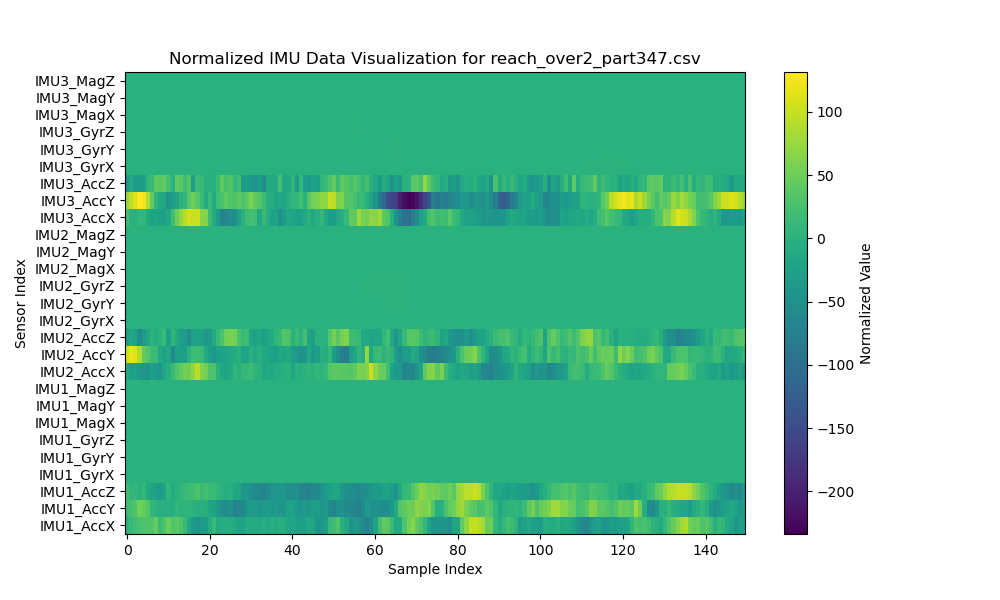 Normalized IMU Data Visualization for reach_over2_part347.csv
IMU3_MagZ
IMU3_MagY
IMU3_MagX
IMU3_GyrZ
IMU3_GyrY
IMU3_GyrX
IMU3_AccZ
IMU3_AccY
IMU3_AccX
IMU2_MagZ
IMU2_MagY
IMU2_MagX
IMU2_GyrZ
IMU2_GyrY
IMU2_GyrX
IMU2_AccZ
IMU2_AccY
IMU2_AccX
IMU1_MagZ
IMU1_MagY
IMU1_MagX
IMU1_GyrZ
IMU1_GyrY
IMU1_GyrX
IMU1_AccZ
IMU1_AccY
IMU1_AccX
Sensor Index
0 20 40 60 80 100 120 140
Sample Index
100
50
0
−50
−100
−150
−200
Normalized Value